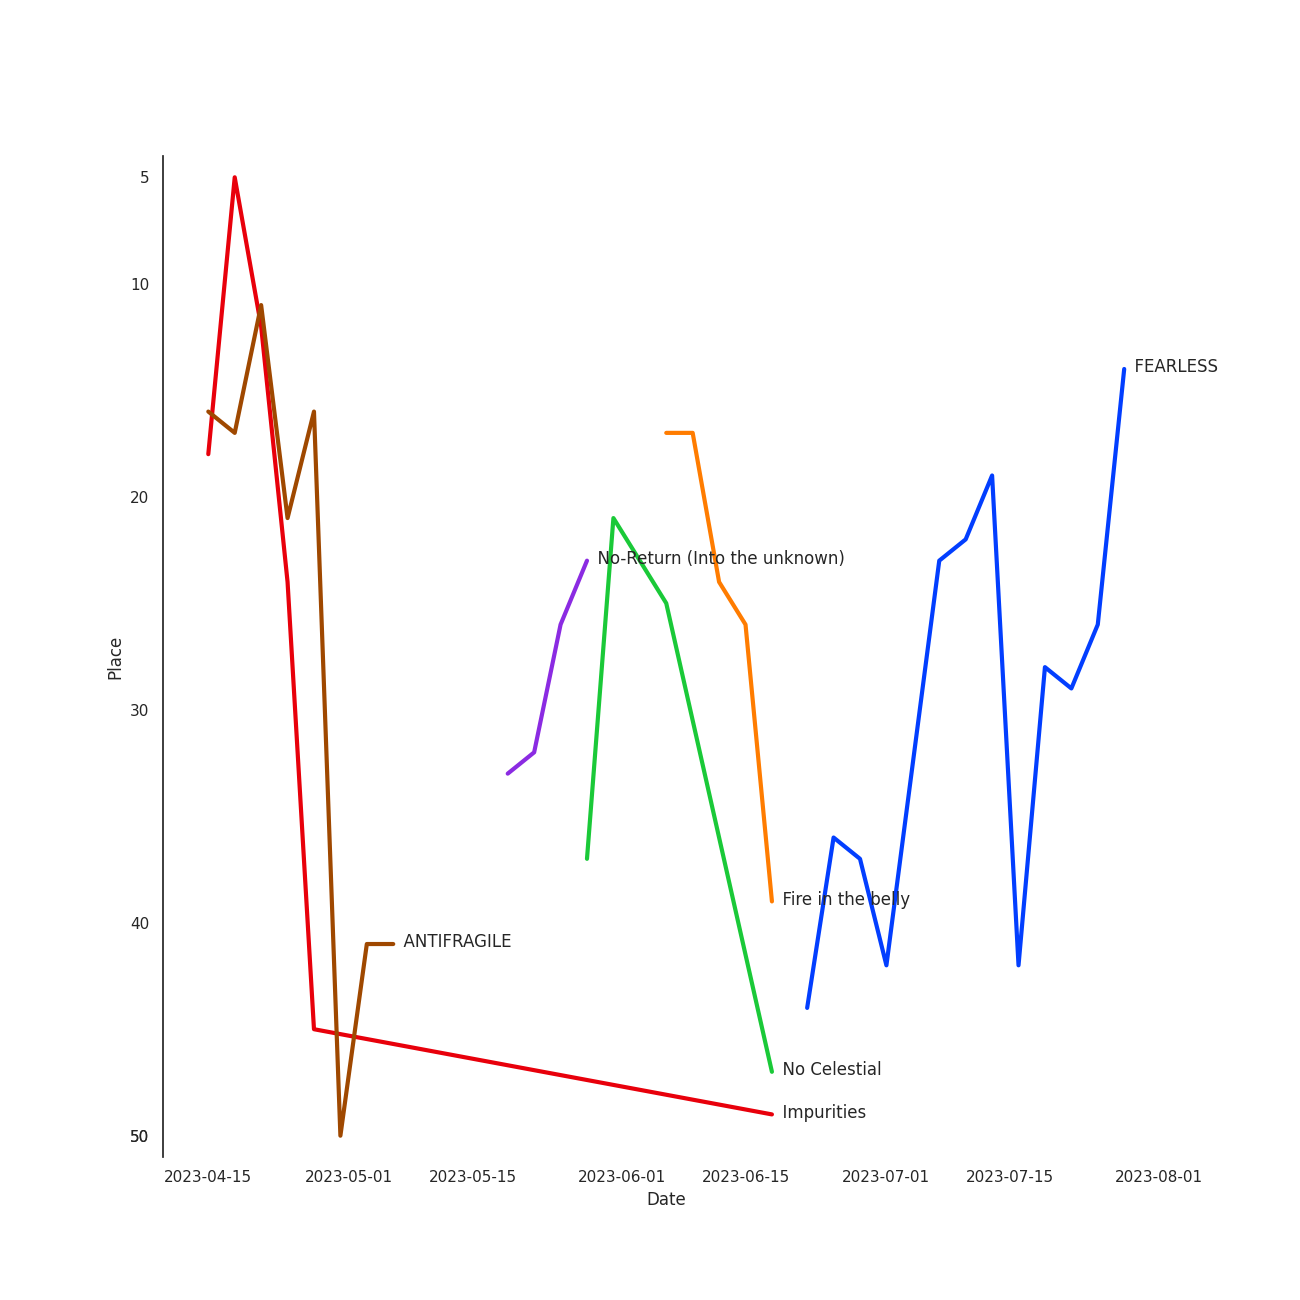 5
10
20
30
40
50
Place
FEARLESS
No-Return (Into the unknown)
Fire in the belly
ANTIFRAGILE
No Celestial
Impurities
2023-04-15 2023-05-01 2023-05-15 2023-06-01 2023-06-15 2023-07-01 2023-07-15 2023-08-01
Date